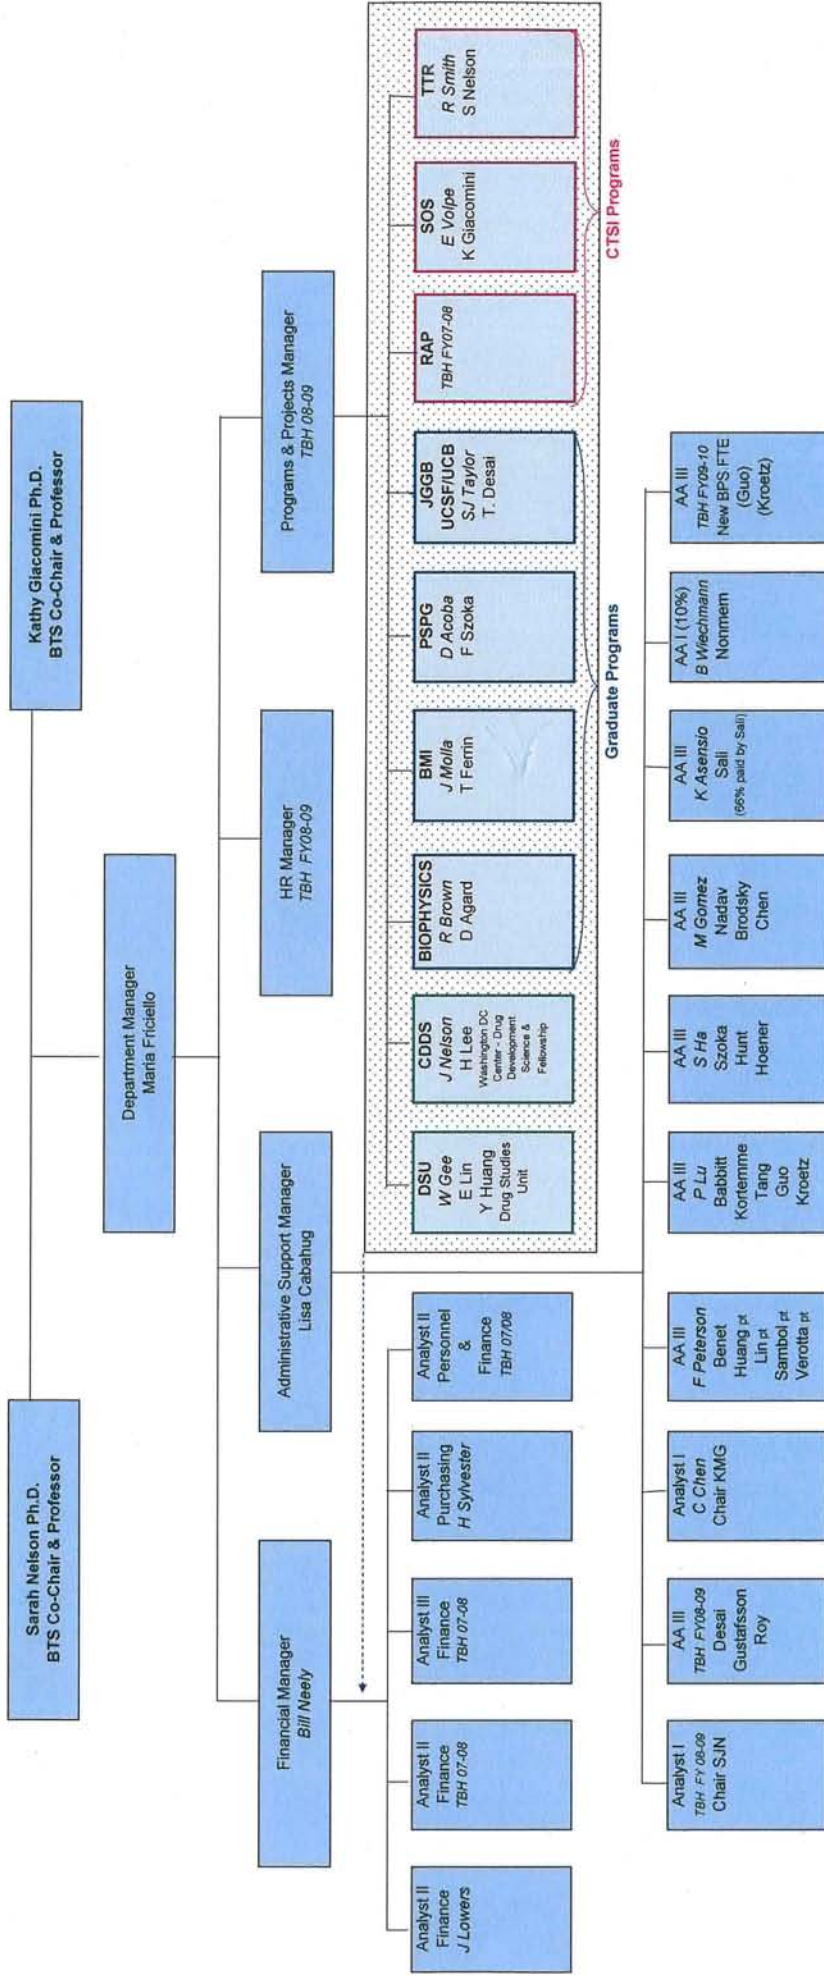 Sarah Nelson Ph.D.
BTS Co-Chair & Professor
Kathy Giacomini Ph.D.
BTS Co-Chair & Professor
Department Manager
Maria Friciello
Financial Manager
Bill Neely
Administrative Support Manager
Lisa Cabahug
HR Manager
TBH FY08-09
Programs & Projects Manager
TBH 08-09
Analyst II
Finance
J Lowers
Analyst II
Finance
TBH 07-08
Analyst III
Finance
TBH 07-08
Analyst II
Purchasing
H Sylvester
Analyst II
Personnel
&
Finance
TBH 07/08
DSU
W Gee
E Lin
Y Huang
Drug Studies
Unit
CDDS
J Nelson
H Lee
Washington DC
Center - Drug
Development
Science &
Fellowship
BIOPHYSICS
R Brown
D Agard
BMI
J Molla
T Ferrin
PSPG
D Acoba
F Szoka
JGGB
UCSF/UCB
SJ Taylor
T. Desai
RAP
TBH FY07-08
SOS
E Volpe
K Giacomini
TTR
R Smith
S Nelson
Graduate Programs
CTSI Programs
Analyst I
TBH FY 08-09
Chair SJN
AA III
TBH FY08-09
Desai
Gustafsson
Roy
Analyst I
C Chen
Chair KMG
AA III
F Peterson
Benet
Huang pt
Lin pt
Sambol pt
Verotta pt
AA III
P Lu
Babbitt
Kortemme
Tang
Guo
Kroetz
AA III
S Ha
Szoka
Hunt
Hoener
AA III
M Gomez
Nadav
Brodsky
Chen
AA III
K Asensio
Sali
(66% paid by Sali)
AA I (10%)
B Wiechmann
Nonmem
AA III
TBH FY09-10
New BPS FTE
(Guo)
(Kroetz)